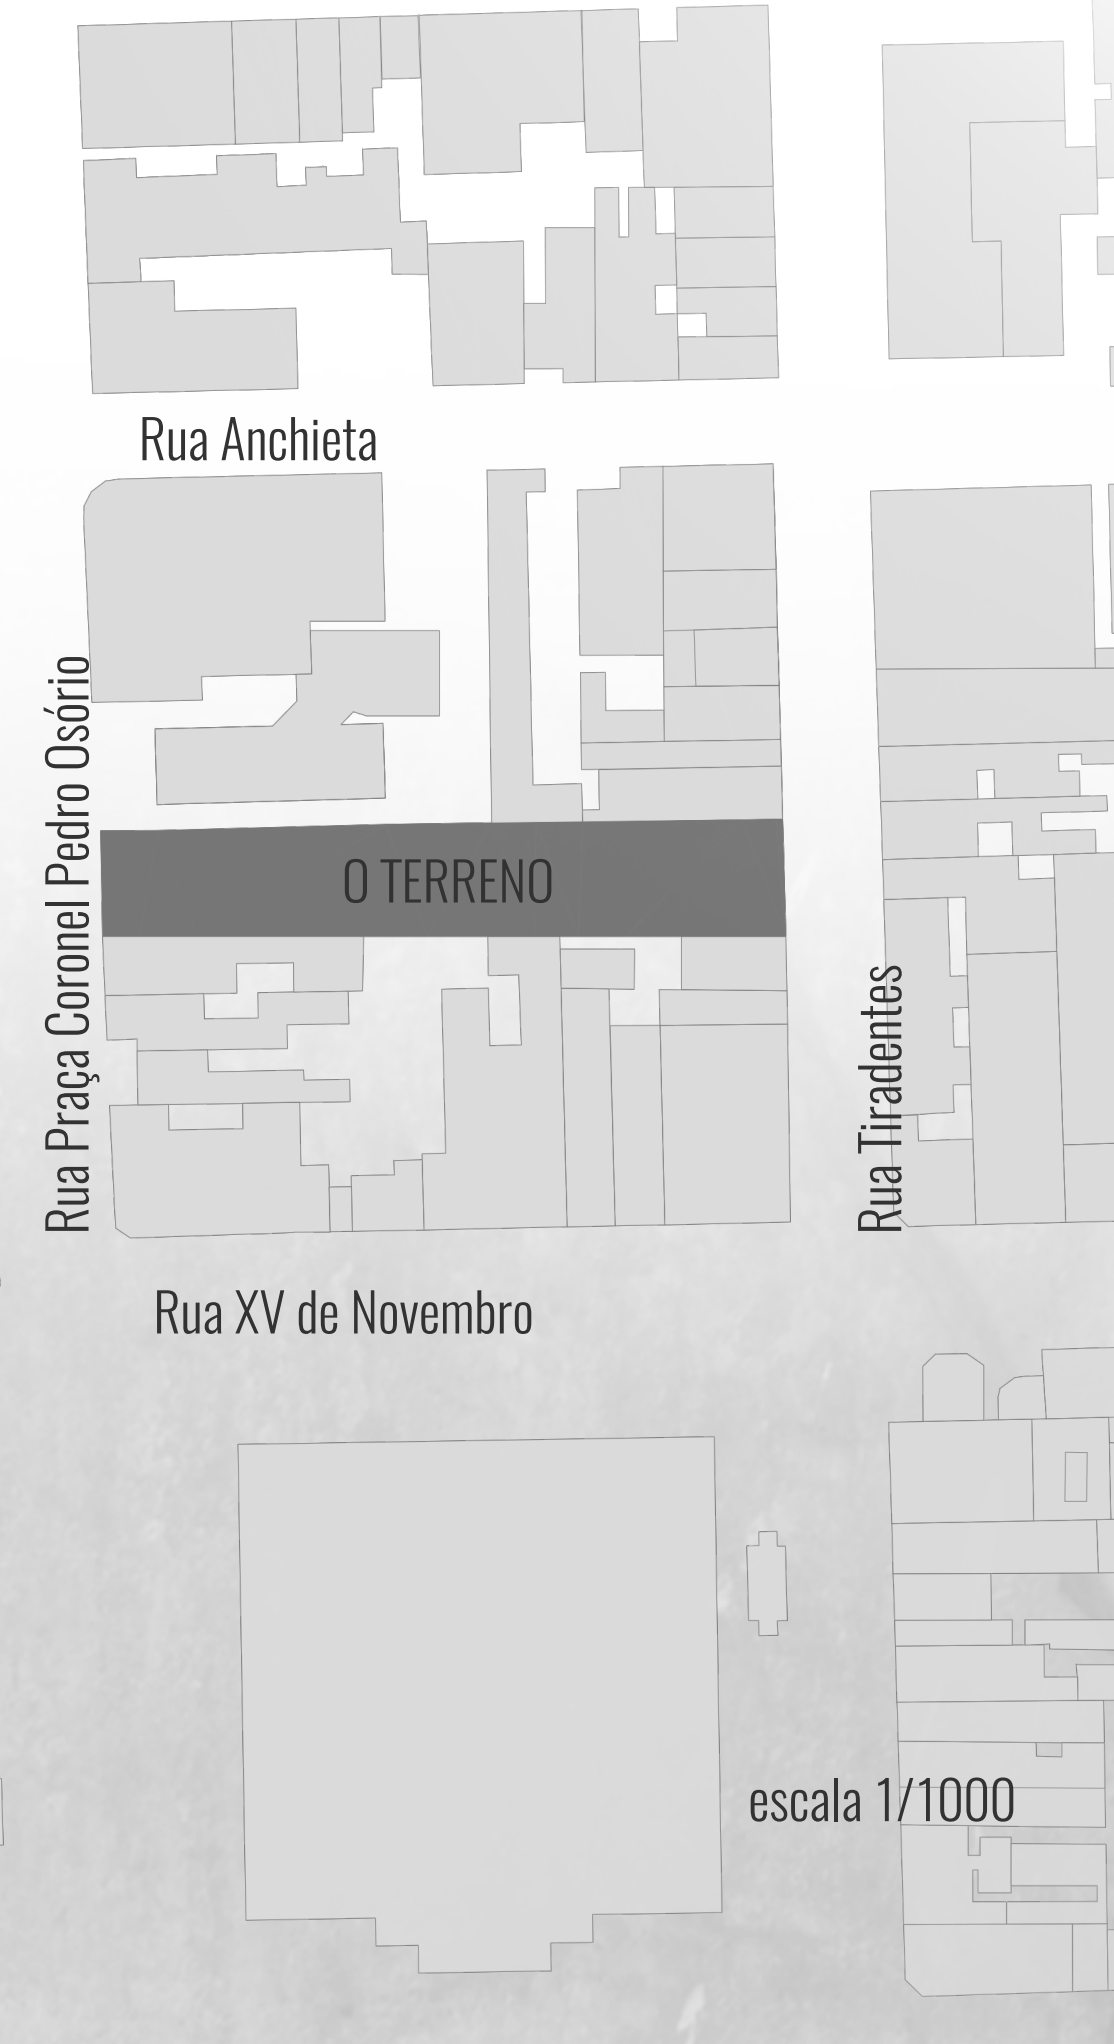 Rua Anchieta
Rua Praça Coronel Pedro Osório
O TERRENO
Rua Tiradentes
Rua XV de Novembro
escala 1/1000